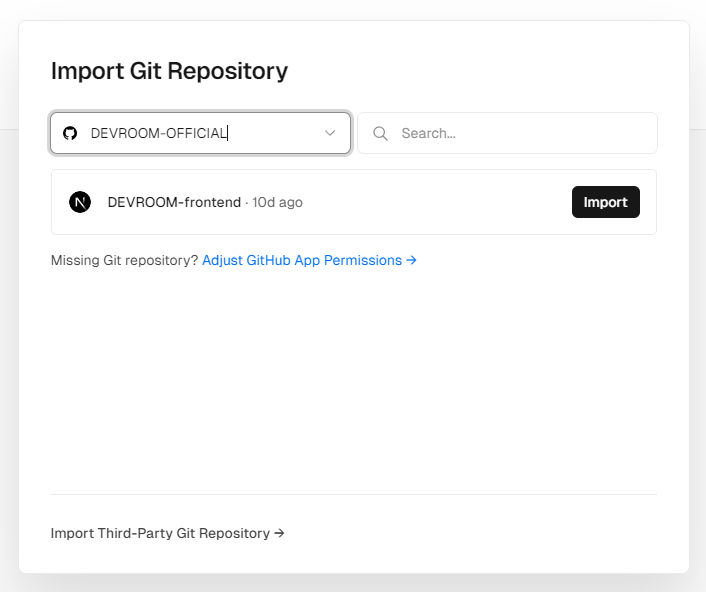 Import Git Repository
DEVROOM-OFFICIAL
Search...
DEVROOM-frontend · 10d ago
Import
Missing Git repository? Adjust GitHub App Permissions →
Import Third-Party Git Repository →